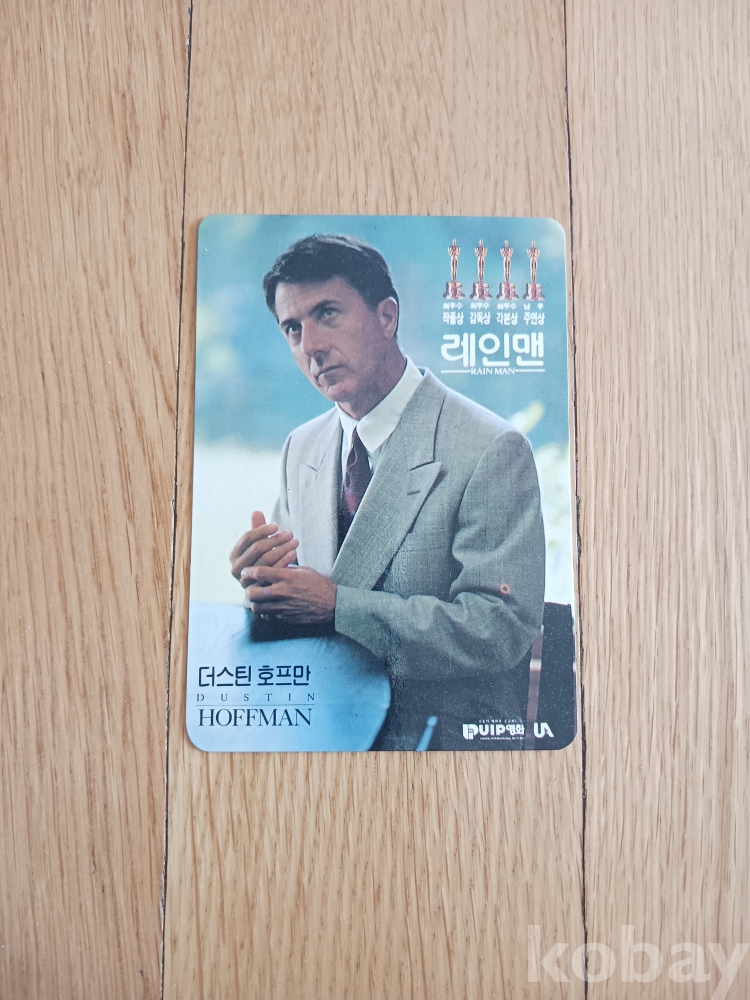 최우수 최우수 최우수 남우
작품상 감독상 각본상 주연상
레인맨
RAIN MAN
더스틴 호프만
DUSTIN
HOFFMAN
UIP영화 UA
kobay